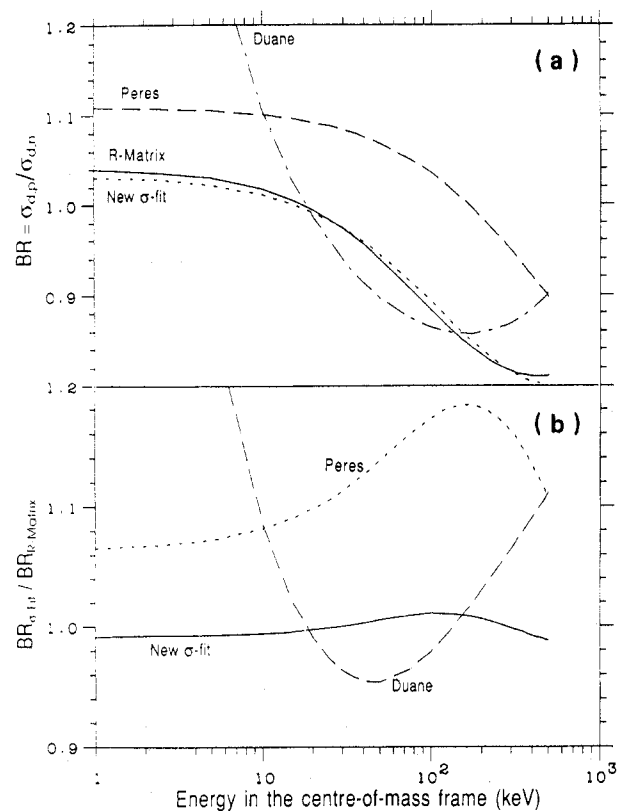 1.2
Duane
(a)
Peres
1.1
R-Matrix
1.0
New σ-fit
BR = σd,p/σd,n
0.9
1.2
(b)
Peres
1.1
BRσ-fit / BRR-Matrix
1.0
New σ-fit
Duane
0.9
1 10 10² 10³
Energy in the centre-of-mass frame (keV)